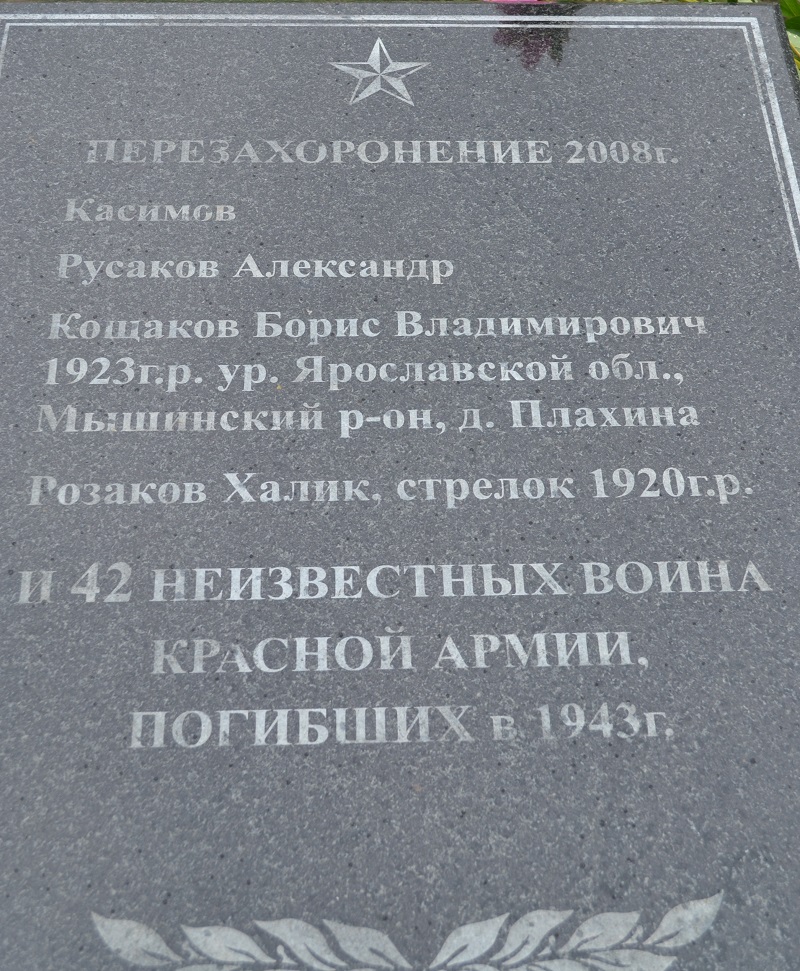 ПЕРЕЗАХОРОНЕНИЕ 2008г.
Касимов
Русаков Александр
Кощаков Борис Владимирович
1923г.р. ур. Ярославской обл.,
Мышинский р-он, д. Плахина
Розаков Халик, стрелок 1920г.р.
И 42 НЕИЗВЕСТНЫХ ВОИНА
КРАСНОЙ АРМИИ,
ПОГИБШИХ в 1943г.